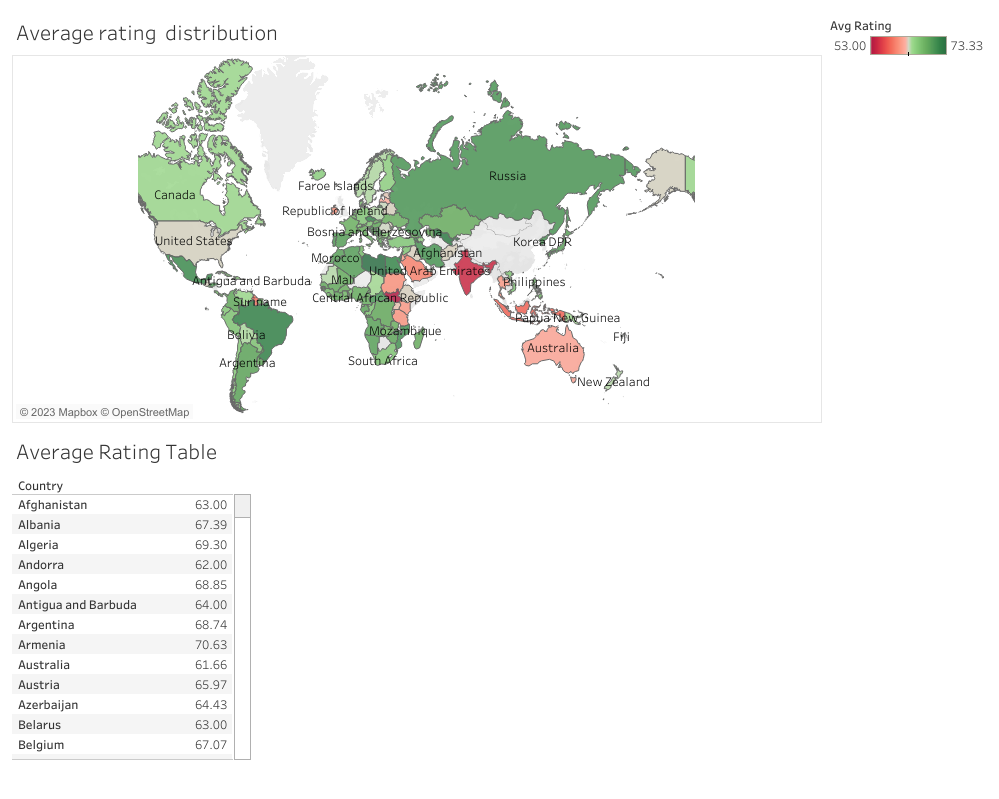 Average rating distribution
Avg Rating
53.00 73.33
Canada
Russia
Faroe Islands
Republic of Ireland
United States
Bosnia and Herzegovina
Korea DPR
Morocco
Afghanistan
United Arab Emirates
Antigua and Barbuda
Mali
Philippines
Suriname
Central African Republic
Papua New Guinea
Bolivia
Mozambique
Fiji
Australia
Argentina
South Africa
New Zealand
© 2023 Mapbox © OpenStreetMap
Average Rating Table
Country
Afghanistan 63.00
Albania 67.39
Algeria 69.30
Andorra 62.00
Angola 68.85
Antigua and Barbuda 64.00
Argentina 68.74
Armenia 70.63
Australia 61.66
Austria 65.97
Azerbaijan 64.43
Belarus 63.00
Belgium 67.07